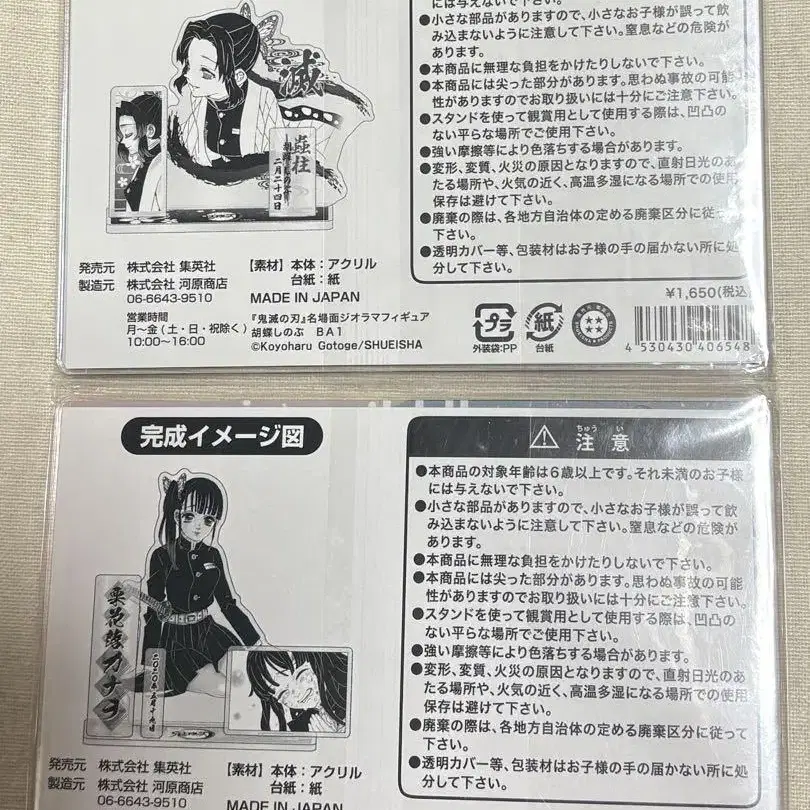 には与えないで下さい。
●小さな部品がありますので、小さなお子様が誤って飲
み込まないように注意して下さい。窒息などの危険が
あります。
●本商品に無理な負担をかけたりしないで下さい。
●本商品には尖った部分があります。思わぬ事故の可能
性がありますのでお取り扱いには十分にご注意下さい。
●スタンドを使って観賞用として使用する際は、凹凸の
ない平らな場所でご使用下さい。
●強い摩擦等により色落ちする場合があります。
●変形、変質、火災の原因となりますので、直射日光のあ
たる場所や、火気の近く、高温多湿になる場所での使用
保存は避けて下さい。
●廃棄の際は、各地方自治体の定める廃棄区分に従って
下さい。
●透明カバー等、包装材はお子様の手の届かない所に処
分して下さい。
滅
蟲柱
胡蝶しのぶ
二月二十四日
発売元 株式会社 集英社
製造元 株式会社 河原商店
06-6643-9510
営業時間
月〜金(土・日・祝除く)
10:00〜16:00
【素材】本体:アクリル
台紙:紙
MADE IN JAPAN
『鬼滅の刃』名場面ジオラマフィギュア
胡蝶しのぶ BA1
©Koyoharu Gotoge/SHUEISHA
¥1,650(税込)
プラ
外装袋:PP
紙
台紙
4 530430 406548
完成イメージ図
栗花落カナヲ
ちゅう い
注意
●本商品の対象年齢は6歳以上です。それ未満のお子様
には与えないで下さい。
●小さな部品がありますので、小さなお子様が誤って飲
み込まないように注意して下さい。窒息などの危険が
あります。
●本商品に無理な負担をかけたりしないで下さい。
●本商品には尖った部分があります。思わぬ事故の可能
性がありますのでお取り扱いには十分にご注意下さい。
●スタンドを使って観賞用として使用する際は、凹凸の
ない平らな場所でご使用下さい。
●強い摩擦等により色落ちする場合があります。
●変形、変質、火災の原因となりますので、直射日光のあ
たる場所や、火気の近く、高温多湿になる場所での使用
保存は避けて下さい。
●廃棄の際は、各地方自治体の定める廃棄区分に従って
下さい。
●透明カバー等、包装材はお子様の手の届かない所に処
分して下さい。
発売元 株式会社 集英社
製造元 株式会社 河原商店
06-6643-9510
【素材】本体:アクリル
台紙:紙
MADE IN JAPAN